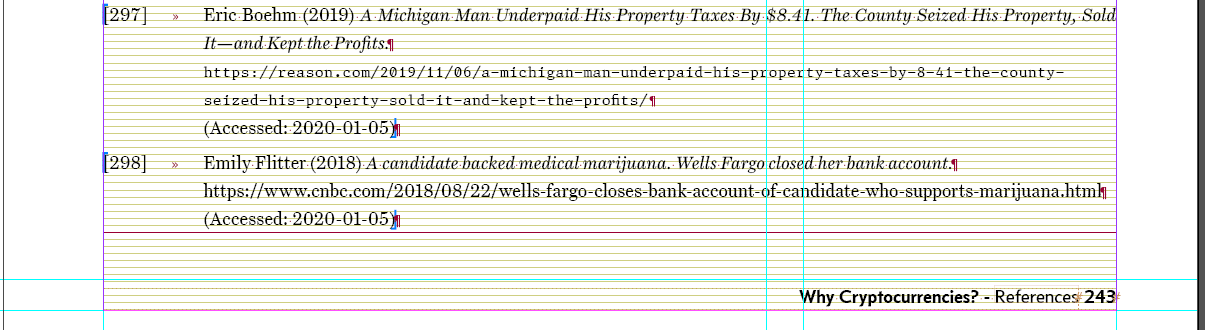 [297] » Eric Boehm (2019) A Michigan Man Underpaid His Property Taxes By $8.41. The County Seized His Property, Sold
It—and Kept the Profits.¶
https://reason.com/2019/11/06/a-michigan-man-underpaid-his-property-taxes-by-8-41-the-county-
seized-his-property-sold-it-and-kept-the-profits/¶
(Accessed: 2020-01-05)¶
[298] » Emily Flitter (2018) A candidate backed medical marijuana. Wells Fargo closed her bank account.¶
https://www.cnbc.com/2018/08/22/wells-fargo-closes-bank-account-of-candidate-who-supports-marijuana.html¶
(Accessed: 2020-01-05)¶
Why Cryptocurrencies? - References# 243#